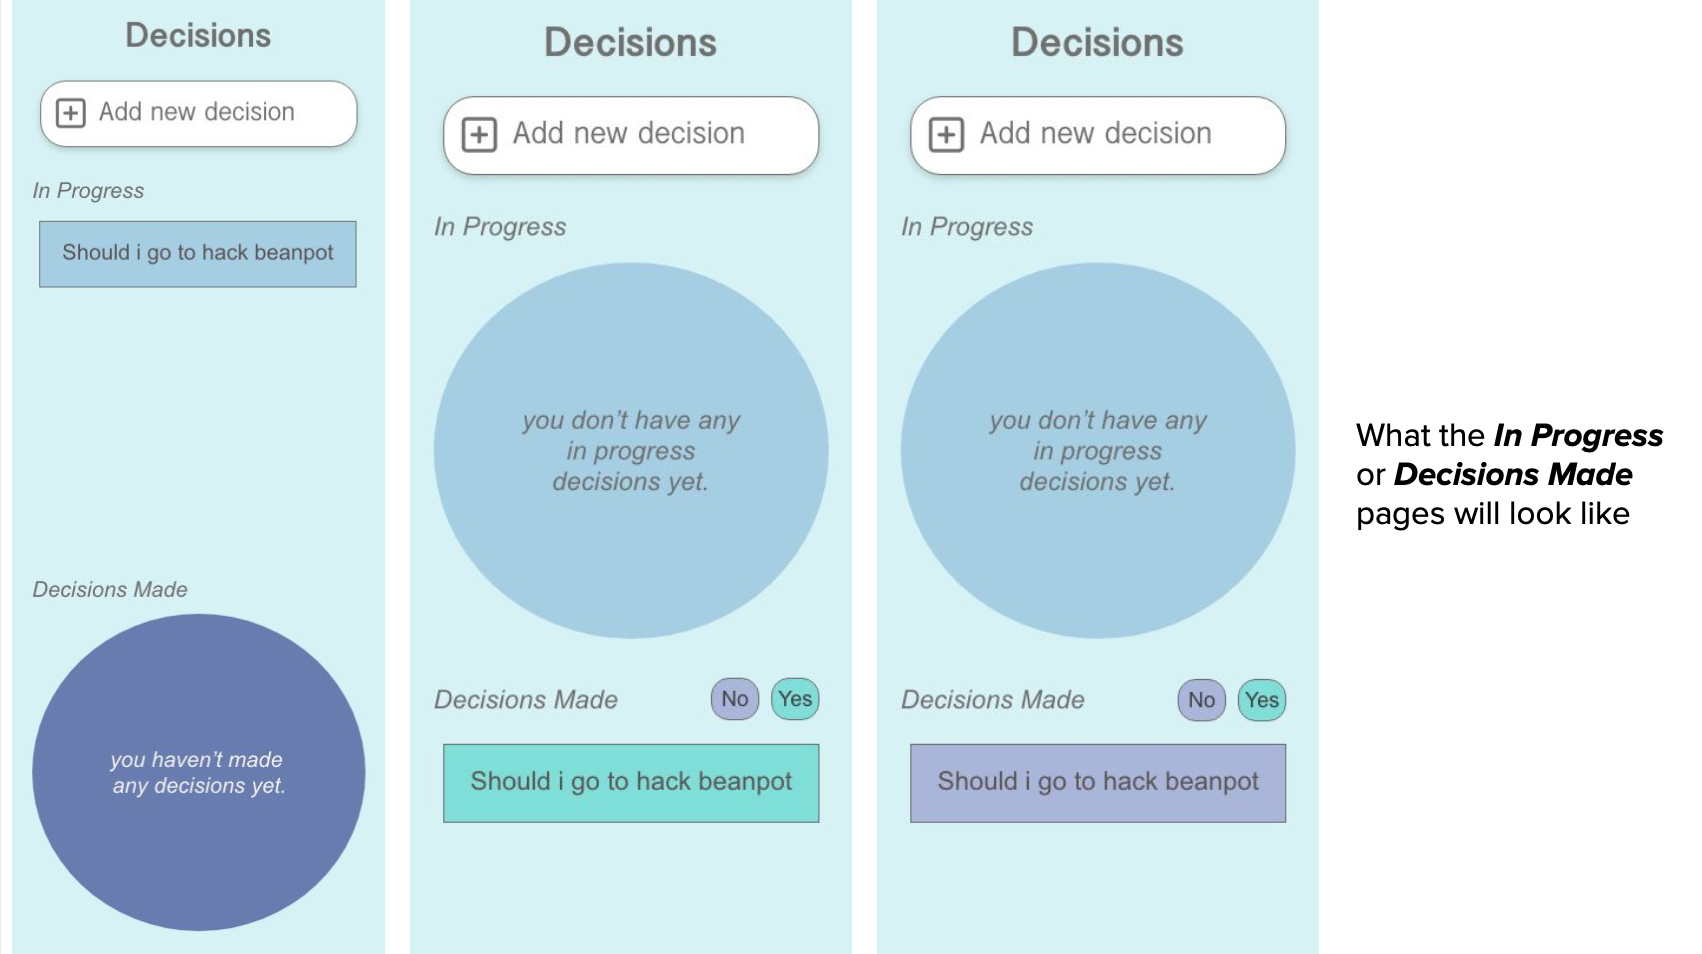 Decisions
Add new decision
In Progress
Should i go to hack beanpot
Decisions Made
you haven't made
any decisions yet.
Decisions
Add new decision
In Progress
you don't have any
in progress
decisions yet.
Decisions Made
No
Yes
Should i go to hack beanpot
Decisions
Add new decision
In Progress
you don't have any
in progress
decisions yet.
Decisions Made
No
Yes
Should i go to hack beanpot
What the In Progress
or Decisions Made
pages will look like